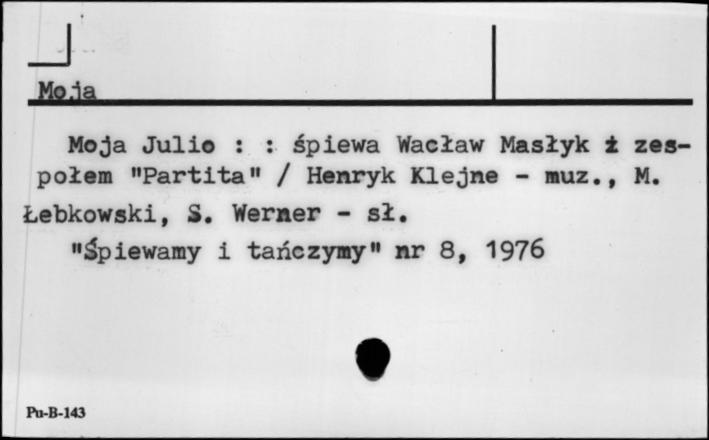 Moja
Moja Julio : : śpiewa Wacław Masłyk ż zes-
połem "Partita" / Henryk Klejne - muz., M.
Łebkowski, S. Werner - sł.
"Śpiewamy i tańczymy" nr 8, 1976
Pu-B-143